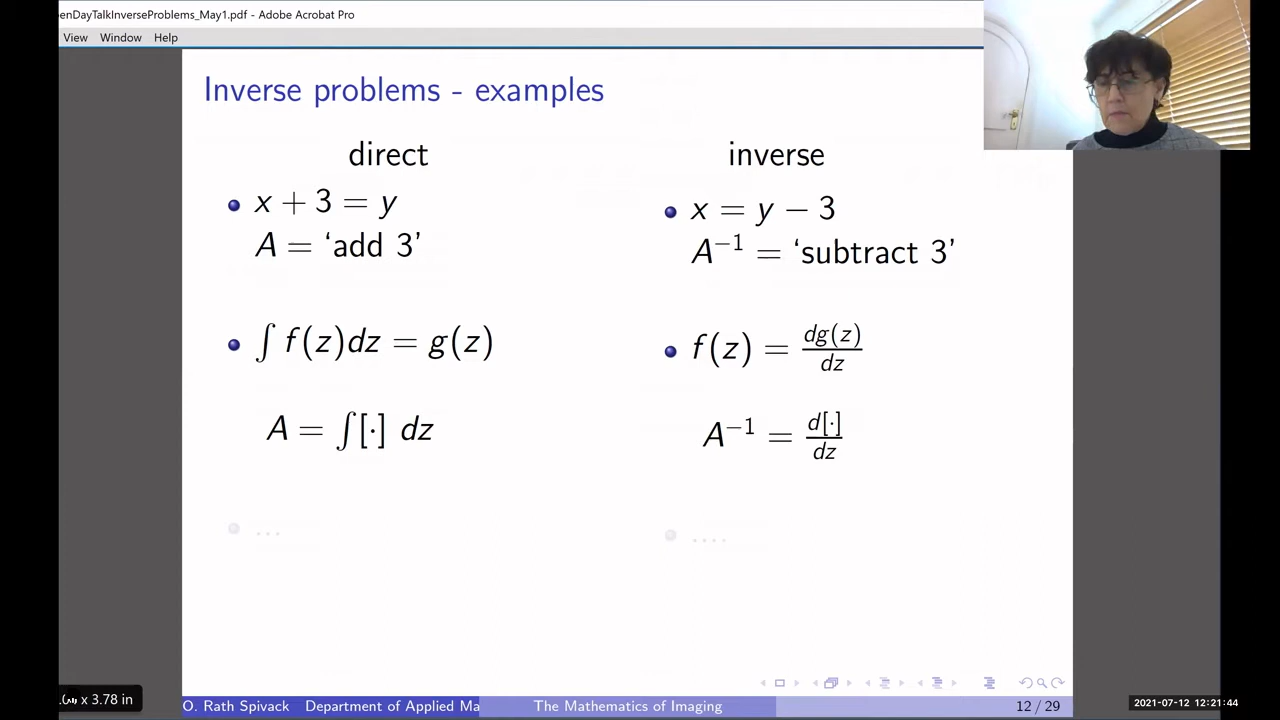 enDayTalkInverseProblems_May1.pdf - Adobe Acrobat Pro
View Window Help
Inverse problems - examples
direct
inverse
x + 3 = y
A = ‘add 3’
x = y − 3
A⁻¹ = ‘subtract 3’
∫ f(z)dz = g(z)
f(z) = dg(z)/dz
A = ∫[·] dz
A⁻¹ = d[·]/dz
...
....
x 3.78 in
O. Rath Spivack Department of Applied Ma
The Mathematics of Imaging
12 / 29
2021-07-12 12:21:44